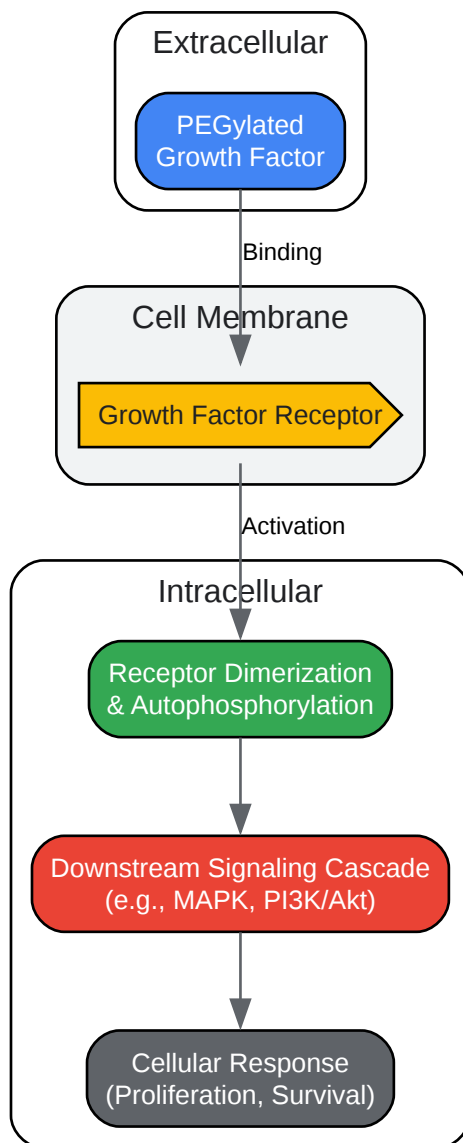 Extracellular
PEGylated
Growth Factor
Binding
Cell Membrane
Growth Factor Receptor
Activation
Intracellular
Receptor Dimerization
& Autophosphorylation
Downstream Signaling Cascade
(e.g., MAPK, PI3K/Akt)
Cellular Response
(Proliferation, Survival)